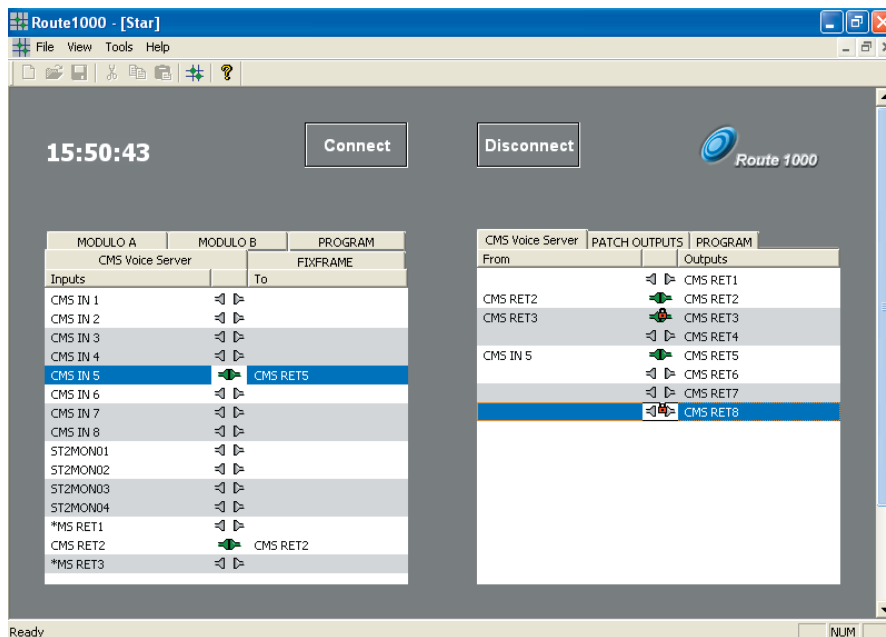 Route1000 - [Star]
File View Tools Help
15:50:43
Connect
Disconnect
Route 1000
MODULO A MODULO B PROGRAM
CMS Voice Server FIXFRAME
Inputs To
CMS IN 1
CMS IN 2
CMS IN 3
CMS IN 4
CMS IN 5 CMS RET5
CMS IN 6
CMS IN 7
CMS IN 8
ST2MON01
ST2MON02
ST2MON03
ST2MON04
*MS RET1
CMS RET2 CMS RET2
*MS RET3
CMS Voice Server PATCH OUTPUTS PROGRAM
From Outputs
CMS RET1
CMS RET2 CMS RET2
CMS RET3 CMS RET3
CMS RET4
CMS IN 5 CMS RET5
CMS RET6
CMS RET7
CMS RET8
Ready NUM